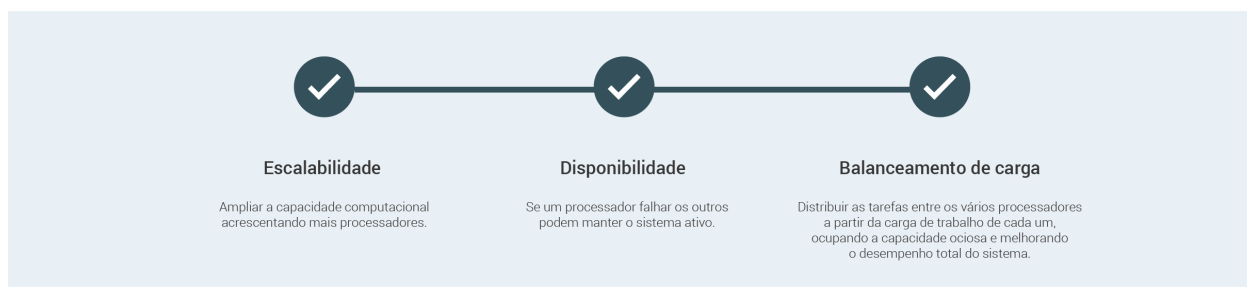 Escalabilidade
Ampliar a capacidade computacional
acrescentando mais processadores.
Disponibilidade
Se um processador falhar os outros
podem manter o sistema ativo.
Balanceamento de carga
Distribuir as tarefas entre os vários processadores
a partir da carga de trabalho de cada um,
ocupando a capacidade ociosa e melhorando
o desempenho total do sistema.